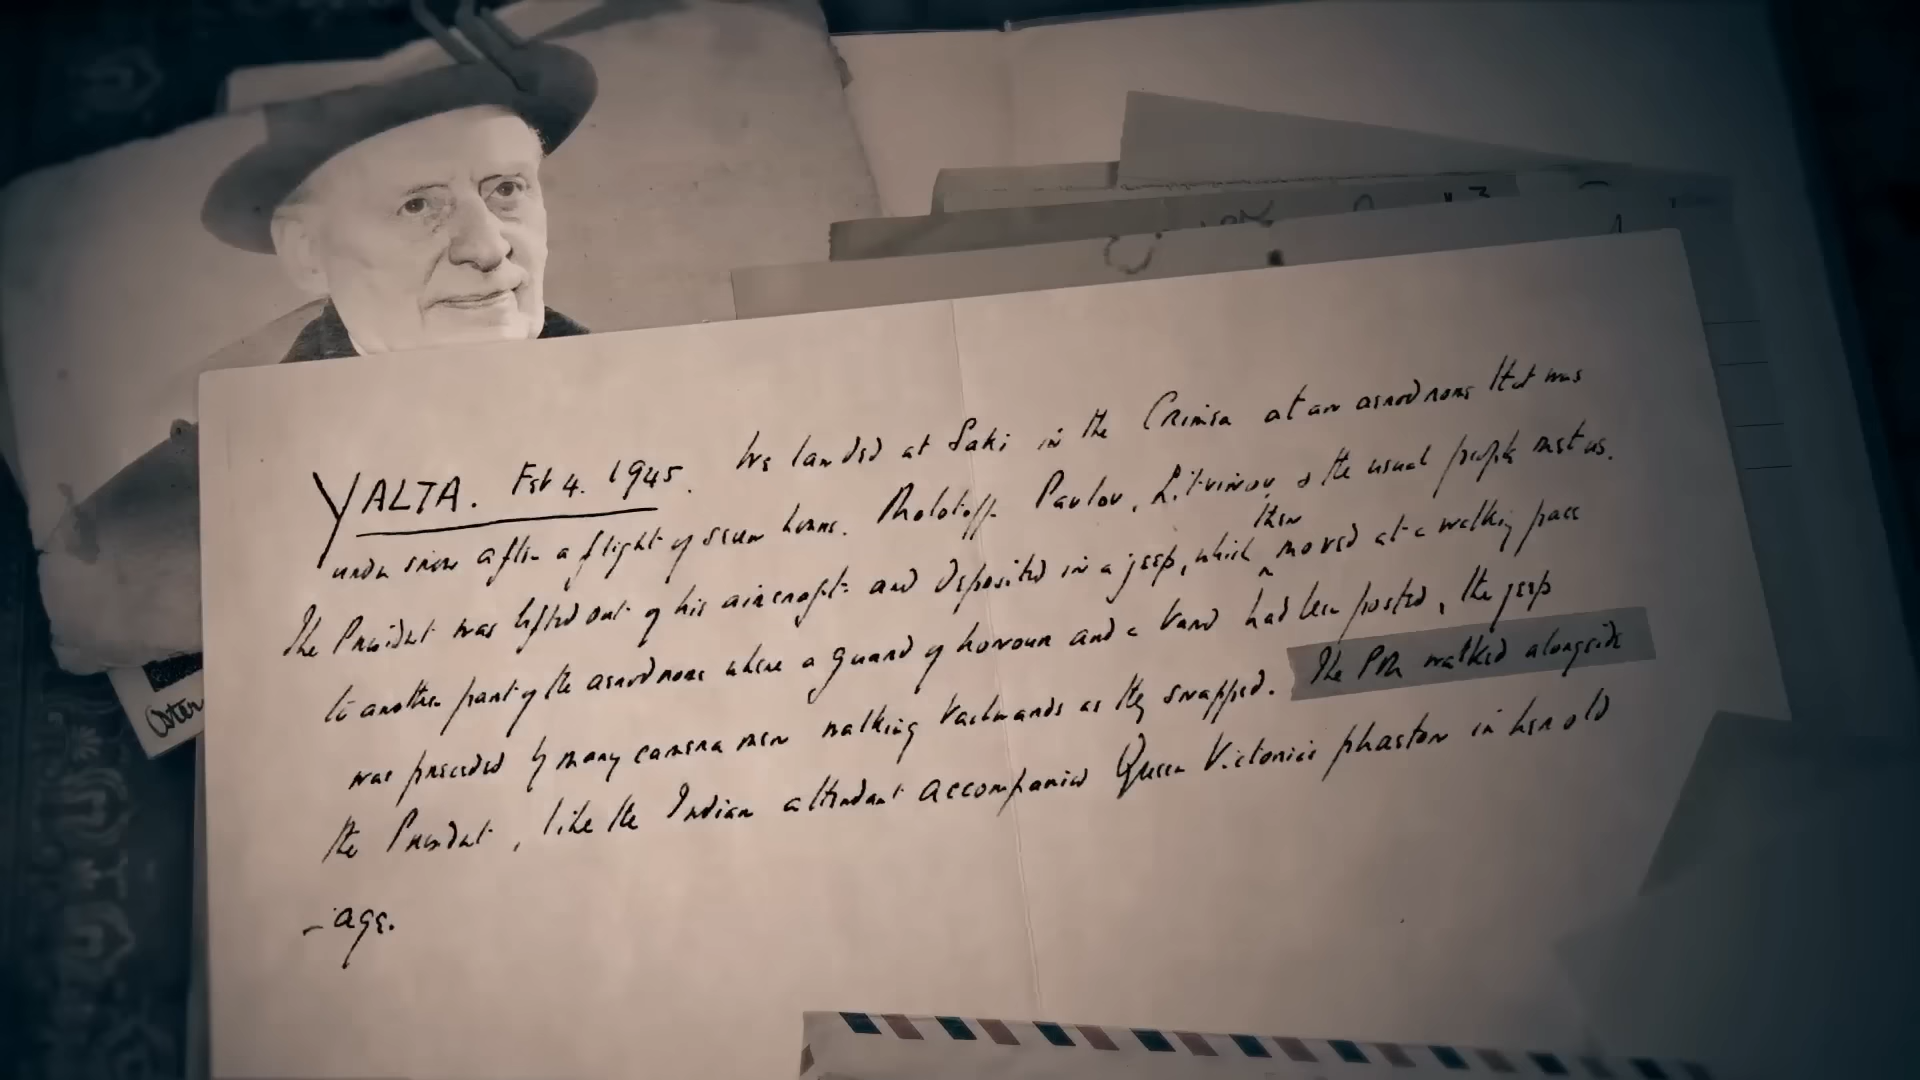 YALTA. Feb 4. 1945. We landed at Saki in the Crimea at an aerodrome that was
under snow after a flight of seven hours. Molotoff. Pavlov, Litvinov, & the usual people met us.
The President was lifted out of his aircraft and deposited in a jeep, which then moved at a walking pace
to another part of the aerodrome where a guard of honour and a band had been posted, the jeep
was preceded by many camera men walking backwards as they snapped. The PM walked alongside
the President, like the Indian attendant accompanied Queen Victoria's phaeton in her old
-age.